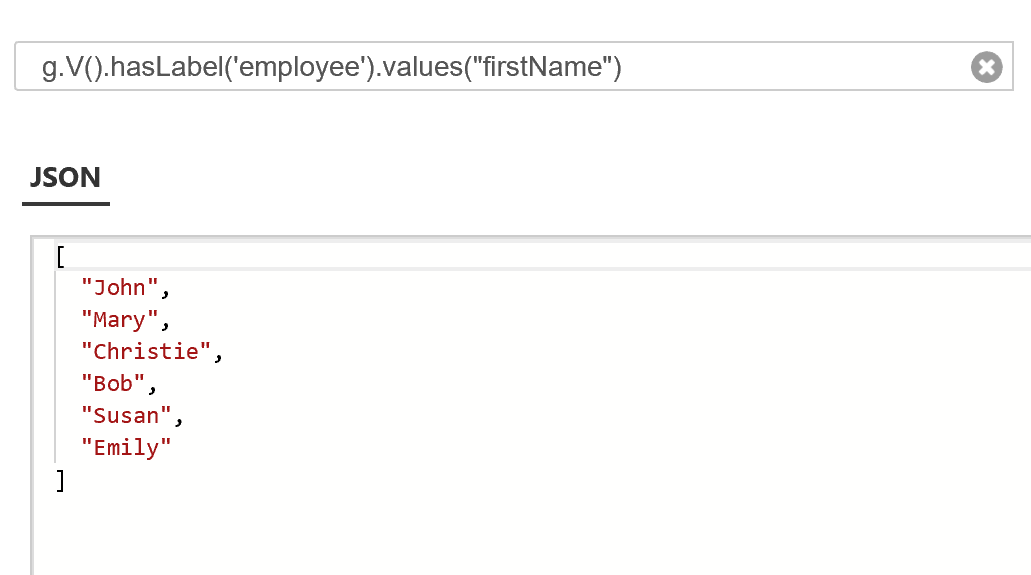 g.V().hasLabel('employee').values("firstName")
JSON
[
"John",
"Mary",
"Christie",
"Bob",
"Susan",
"Emily"
]